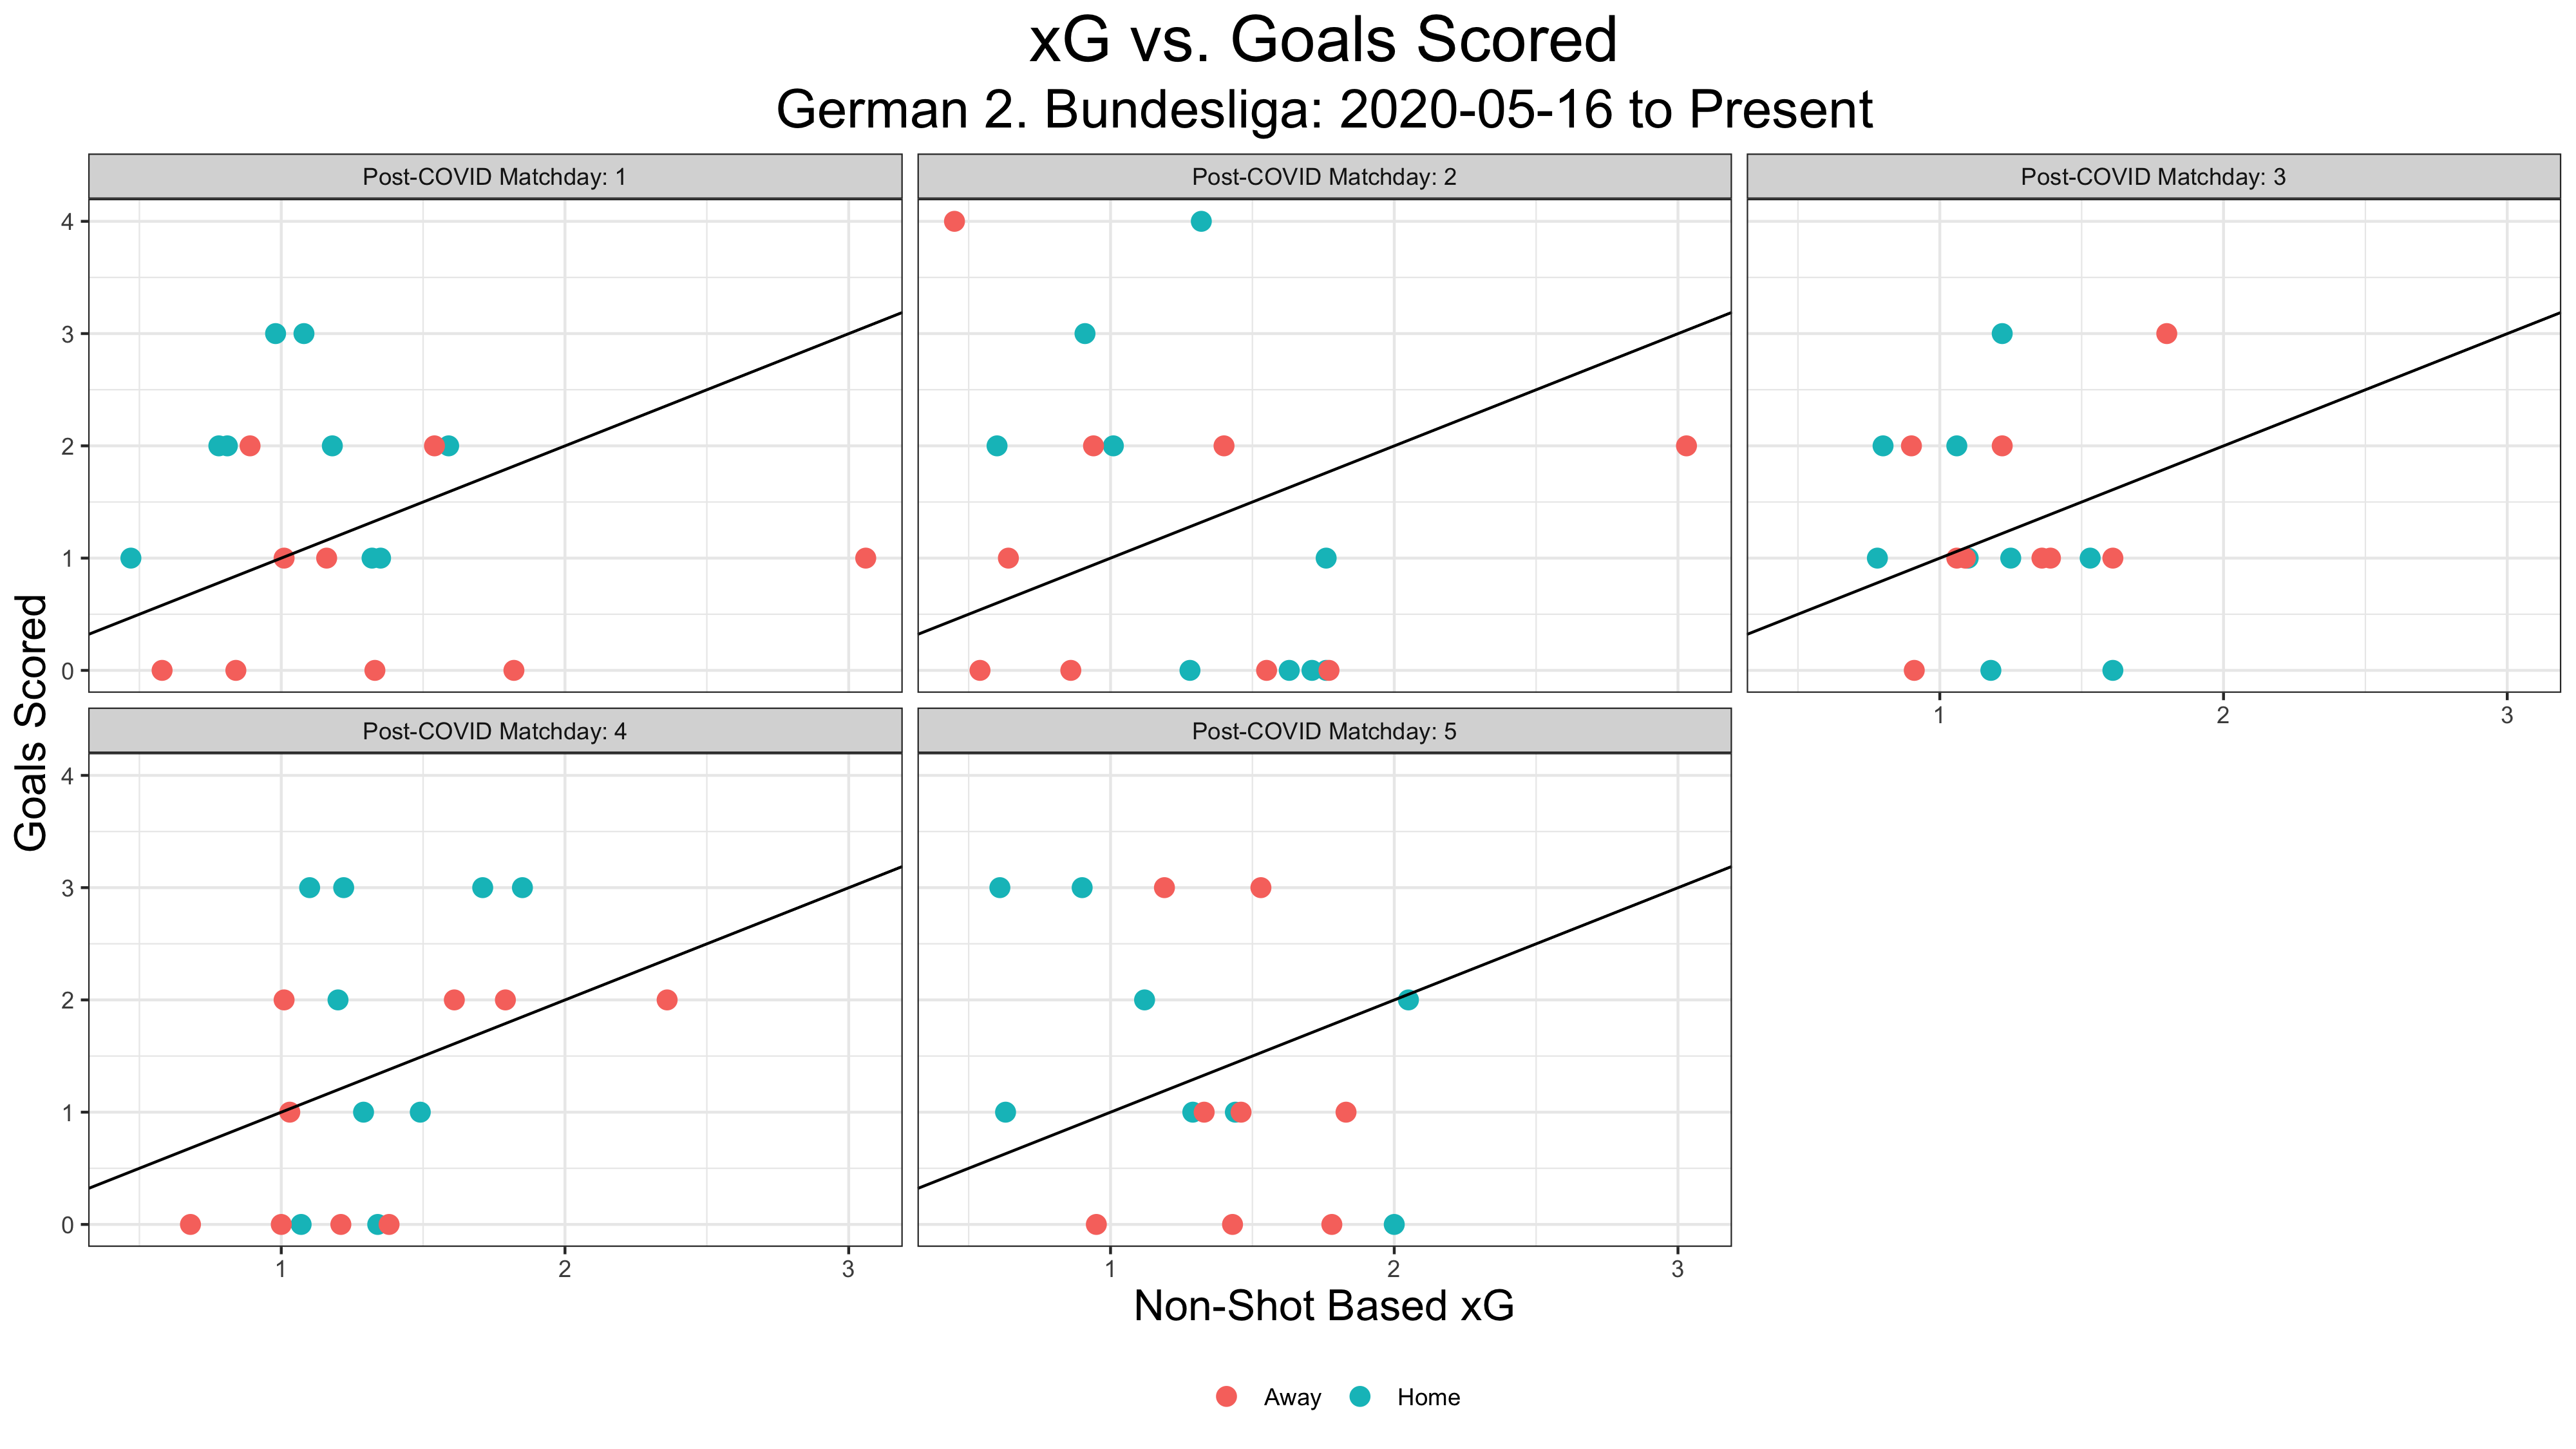 xG vs. Goals Scored
German 2. Bundesliga: 2020-05-16 to Present
Post-COVID Matchday: 1
Post-COVID Matchday: 2
Post-COVID Matchday: 3
4
3
2
1
0
1
2
3
Post-COVID Matchday: 4
Post-COVID Matchday: 5
4
3
2
1
0
1
2
3
1
2
3
Goals Scored
Non-Shot Based xG
Away
Home